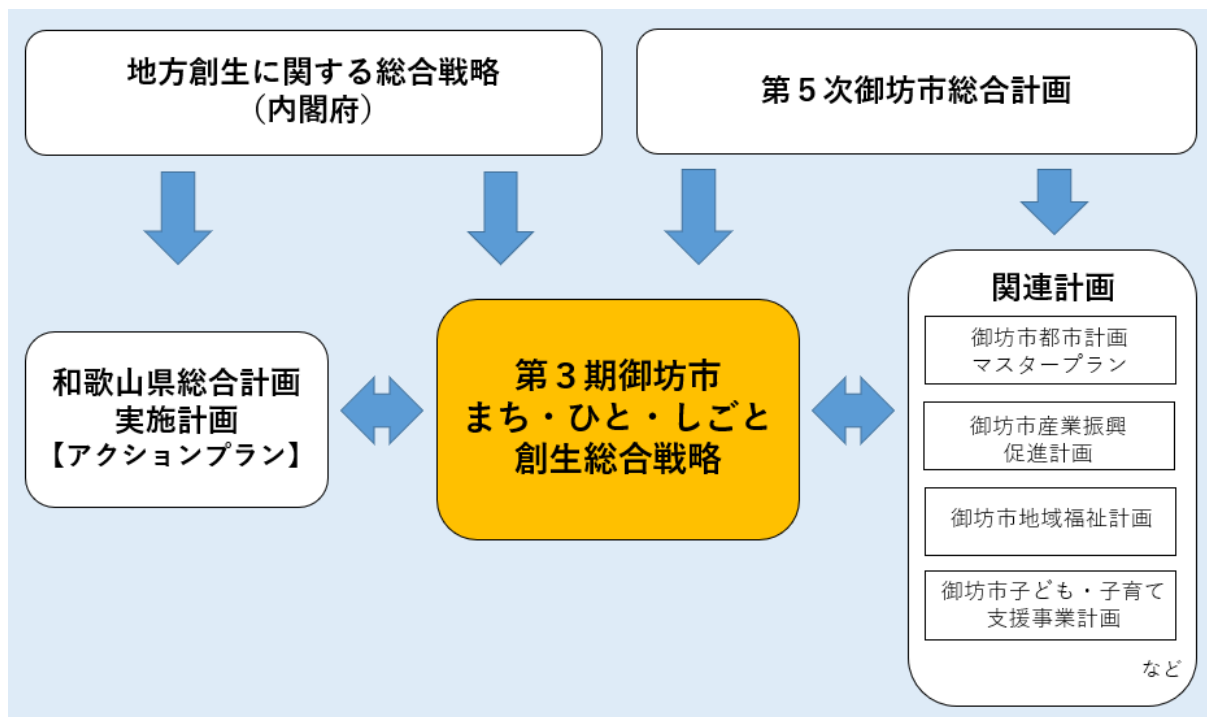 地方創生に関する総合戦略
（内閣府）
第５次御坊市総合計画
和歌山県総合計画
実施計画
【アクションプラン】
第３期御坊市
まち・ひと・しごと
創生総合戦略
関連計画
御坊市都市計画
マスタープラン
御坊市産業振興
促進計画
御坊市地域福祉計画
御坊市子ども・子育て
支援事業計画
など